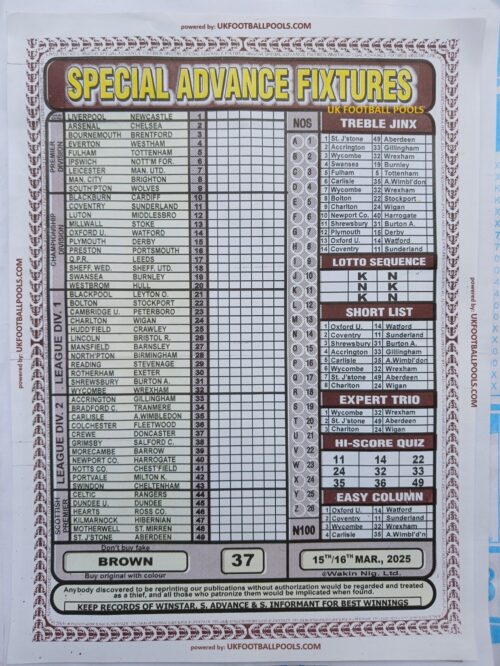 powered by: UKFOOTBALLPOOLS.COM
SPECIAL ADVANCE FIXTURES
UK FOOTBALL POOLS
PREMIER DIVISION
LIVERPOOL NEWCASTLE 1
ARSENAL CHELSEA 2
BOURNEMOUTH BRENTFORD 3
EVERTON WESTHAM 4
FULHAM TOTTENHAM 5
IPSWICH NOTT'M FOR. 6
LEICESTER MAN. UTD. 7
MAN. CITY BRIGHTON 8
SOUTH'PTON WOLVES 9
CHAMPIONSHIP DIVISION
BLACKBURN CARDIFF 10
COVENTRY SUNDERLAND 11
LUTON MIDDLESBRO 12
MILLWALL STOKE 13
OXFORD U. WATFORD 14
PLYMOUTH DERBY 15
PRESTON PORTSMOUTH 16
Q.P.R. LEEDS 17
SHEFF. WED. SHEFF. UTD. 18
SWANSEA BURNLEY 19
WESTBROM HULL 20
LEAGUE DIV. 1
BLACKPOOL LEYTON O. 21
BOLTON STOCKPORT 22
CAMBRIDGE U. PETERBORO 23
CHARLTON WIGAN 24
HUDD'FIELD CRAWLEY 25
LINCOLN BRISTOL R. 26
MANSFIELD BARNSLEY 27
NORTH'PTON BIRMINGHAM 28
READING STEVENAGE 29
ROTHERHAM EXETER 30
SHREWSBURY BURTON A. 31
WYCOMBE WREXHAM 32
LEAGUE DIV. 2
ACCRINGTON GILLINGHAM 33
BRADFORD C. TRANMERE 34
CARLISLE A.WIMBLEDON 35
COLCHESTER FLEETWOOD 36
CREWE DONCASTER 37
GRIMSBY SALFORD C. 38
MORECAMBE BARROW 39
NEWPORT CO. HARROGATE 40
NOTTS CO. CHEST'FIELD 41
PORTVALE MILTON K. 42
SWINDON CHELTENHAM 43
SCOTTISH PREMIER
CELTIC RANGERS 44
DUNDEE U. DUNDEE 45
HEARTS ROSS CO. 46
KILMARNOCK HIBERNIAN 47
MOTHERWELL ST. MIRREN 48
ST. J'STONE ABERDEEN 49
NOS
N100
TREBLE JINX
1 St. J'stone 49 Aberdeen
2 Accrington 33 Gillingham
3 Wycombe 32 Wrexham
4 Swansea 19 Burnley
5 Fulham 5 Tottenham
6 Carlisle 35 A.Wimbl'don
7 Wycombe 32 Wrexham
8 Bolton 22 Stockport
9 Charlton 24 Wigan
10 Newport Co. 40 Harrogate
11 Shrewsbury 31 Burton A.
12 Plymouth 15 Derby
13 Oxford U. 14 Watford
14 Coventry 11 Sunderland
LOTTO SEQUENCE
K N
N K
K N
SHORT LIST
1 Oxford U. 14 Watford
2 Coventry 11 Sunderland
3 Shrewsbury 31 Burton A.
4 Accrington 33 Gillingham
5 Carlisle 35 A.Wimbl'don
6 Wycombe 32 Wrexham
7 St. J'stone 49 Aberdeen
8 Charlton 24 Wigan
EXPERT TRIO
1 Wycombe 32 Wrexham
2 St. J'stone 49 Aberdeen
3 Charlton 24 Wigan
HI-SCORE QUIZ
11 14 22
24 32 33
35 36 49
EASY COLUMN
1 Oxford U. 14 Watford
2 Coventry 11 Sunderland
3 Wycombe 32 Wrexham
4 Carlisle 35 A.Wimbl'don
Don't buy fake
BROWN
Buy original with colour
37
15TH/16TH MAR., 2025
©Wakin Nig. Ltd.
Anybody discovered to be reprinting our publications without authorization would be regarded and treated
as a thief, and all those who patronize them would be implicated when found.
KEEP RECORDS OF WINSTAR, S. ADVANCE & S. INFORMANT FOR BEST WINNINGS
powered by: UKFOOTBALLPOOLS.COM
powered by: UKFOOTBALLPOOLS.COM
powered by: UKFOOTBALLPOOLS.COM